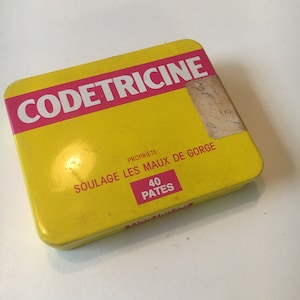 CODETRICINE
PROPRIÉTÉ:
SOULAGE LES MAUX DE GORGE
40
PATES